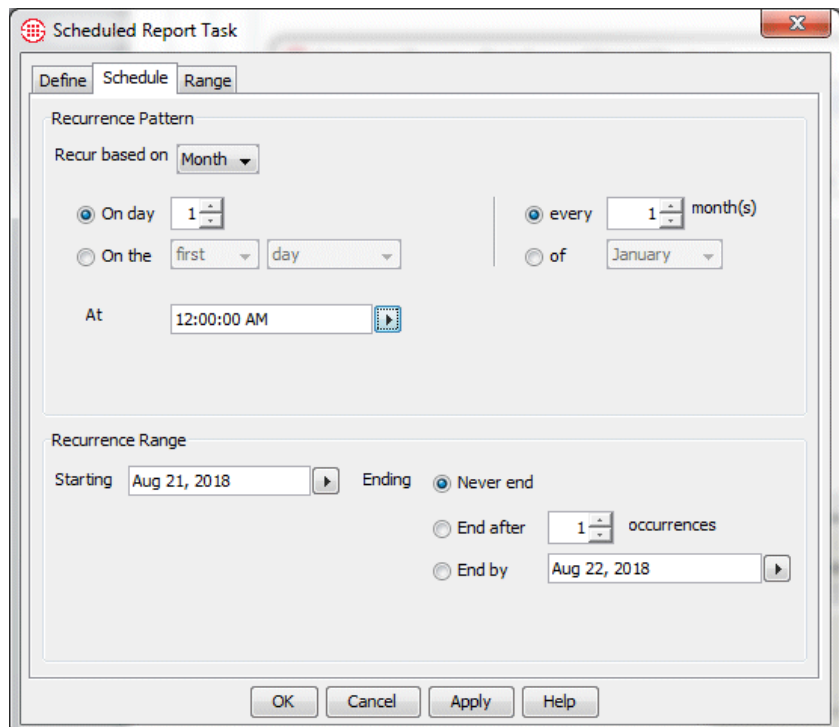 Scheduled Report Task
Define Schedule Range
Recurrence Pattern
Recur based on Month
On day 1 every 1 month(s)
On the first day of January
At 12:00:00 AM
Recurrence Range
Starting Aug 21, 2018 Ending Never end
End after 1 occurrences
End by Aug 22, 2018
OK Cancel Apply Help